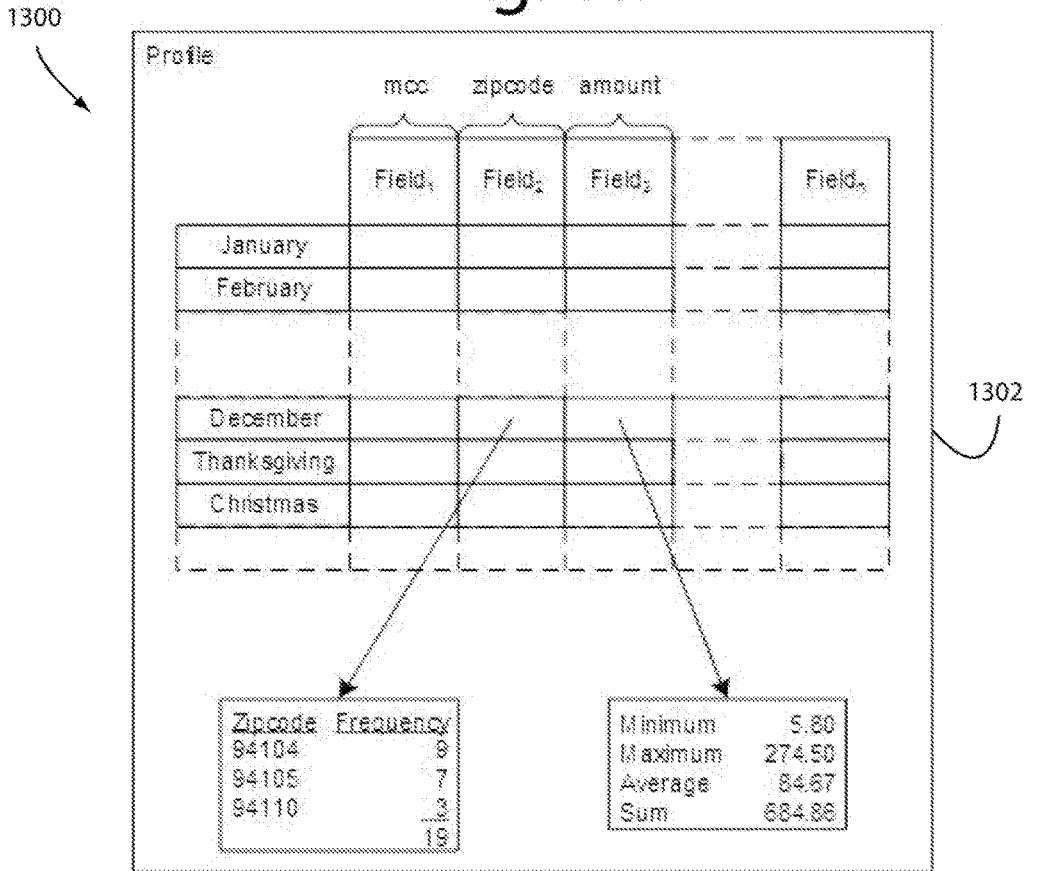 1300
Profile
mcc zipcode amount
Field₁ Field₂ Field₃ Fieldₙ
January
February
December
Thanksgiving
Christmas
1302
Zipcode Frequency
94104 9
94105 7
94110 3
19
Minimum 5.80
Maximum 274.50
Average 84.67
Sum 684.86